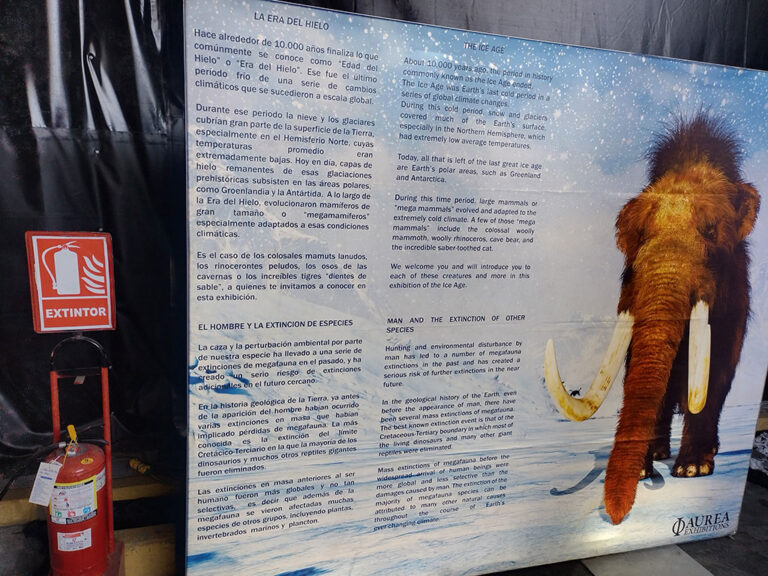 LA ERA DEL HIELO
Hace alrededor de 10.000 años finaliza lo que
comúnmente se conoce como "Edad del
Hielo" o "Era del Hielo". Ese fue el último
periodo frío de una serie de cambios
climáticos que se sucedieron a escala global.
Durante ese periodo la nieve y los glaciares
cubrían gran parte de la superficie de la Tierra,
especialmente en el Hemisferio Norte, cuyas
temperaturas promedio eran
extremadamente bajas. Hoy en día, capas de
hielo remanentes de esas glaciaciones
prehistóricas subsisten en las áreas polares,
como Groenlandia y la Antártida. A lo largo de
la Era del Hielo, evolucionaron mamíferos de
gran tamaño o "megamamíferos"
especialmente adaptados a esas condiciones
climáticas.
Es el caso de los colosales mamuts lanudos,
los rinocerontes peludos, los osos de las
cavernas o los increíbles tigres "dientes de
sable", a quienes te invitamos a conocer en
esta exhibición.
EL HOMBRE Y LA EXTINCION DE ESPECIES
La caza y la perturbación ambiental por parte
de nuestra especie ha llevado a una serie de
extinciones de megafauna en el pasado, y ha
creado un serio riesgo de extinciones
adicionales en el futuro cercano.
En la historia geológica de la Tierra, ya antes
de la aparición del hombre habían ocurrido
varias extinciones en masa que habían
implicado pérdidas de megafauna. La más
conocida es la extinción del límite
Cretácico-Terciario en la que la mayoría de los
dinosaurios y muchos otros reptiles gigantes
fueron eliminados.
Las extinciones en masa anteriores al ser
humano fueron más globales y no tan
selectivas, es decir que además de la
megafauna se vieron afectadas muchas
especies de otros grupos, incluyendo plantas,
invertebrados marinos y plancton.
THE ICE AGE
About 10,000 years ago, the period in history
commonly known as the Ice Age ended.
The Ice Age was Earth's last cold period in a
series of global climate changes.
During this cold period, snow and glaciers
covered much of the Earth's surface,
especially in the Northern Hemisphere, which
had extremely low average temperatures.
Today, all that is left of the last great ice age
are Earth's polar areas, such as Greenland
and Antarctica.
During this time period, large mammals or
"mega mammals" evolved and adapted to the
extremely cold climate. A few of those "mega
mammals" include the colossal woolly
mammoth, woolly rhinoceros, cave bear, and
the incredible saber-toothed cat.
We welcome you and will introduce you to
each of these creatures and more in this
exhibition of the Ice Age.
MAN AND THE EXTINCTION OF OTHER
SPECIES
Hunting and environmental disturbance by
man has led to a number of megafauna
extinctions in the past and has created a
serious risk of further extinctions in the near
future.
In the geological history of the Earth, even
before the appearance of man, there have
been several mass extinctions of megafauna.
The best known extinction event is that of the
Cretaceous-Tertiary boundary in which most of
the living dinosaurs and many other giant
reptiles were eliminated.
Mass extinctions of megafauna before the
widespread arrival of human beings were
more global and less selective than the
damages caused by man. The extinction of the
majority of megafauna species can be
attributed to many other natural causes
throughout the course of Earth's
ever-changing climate.
EXTINTOR
AUREA
EXHIBITIONS